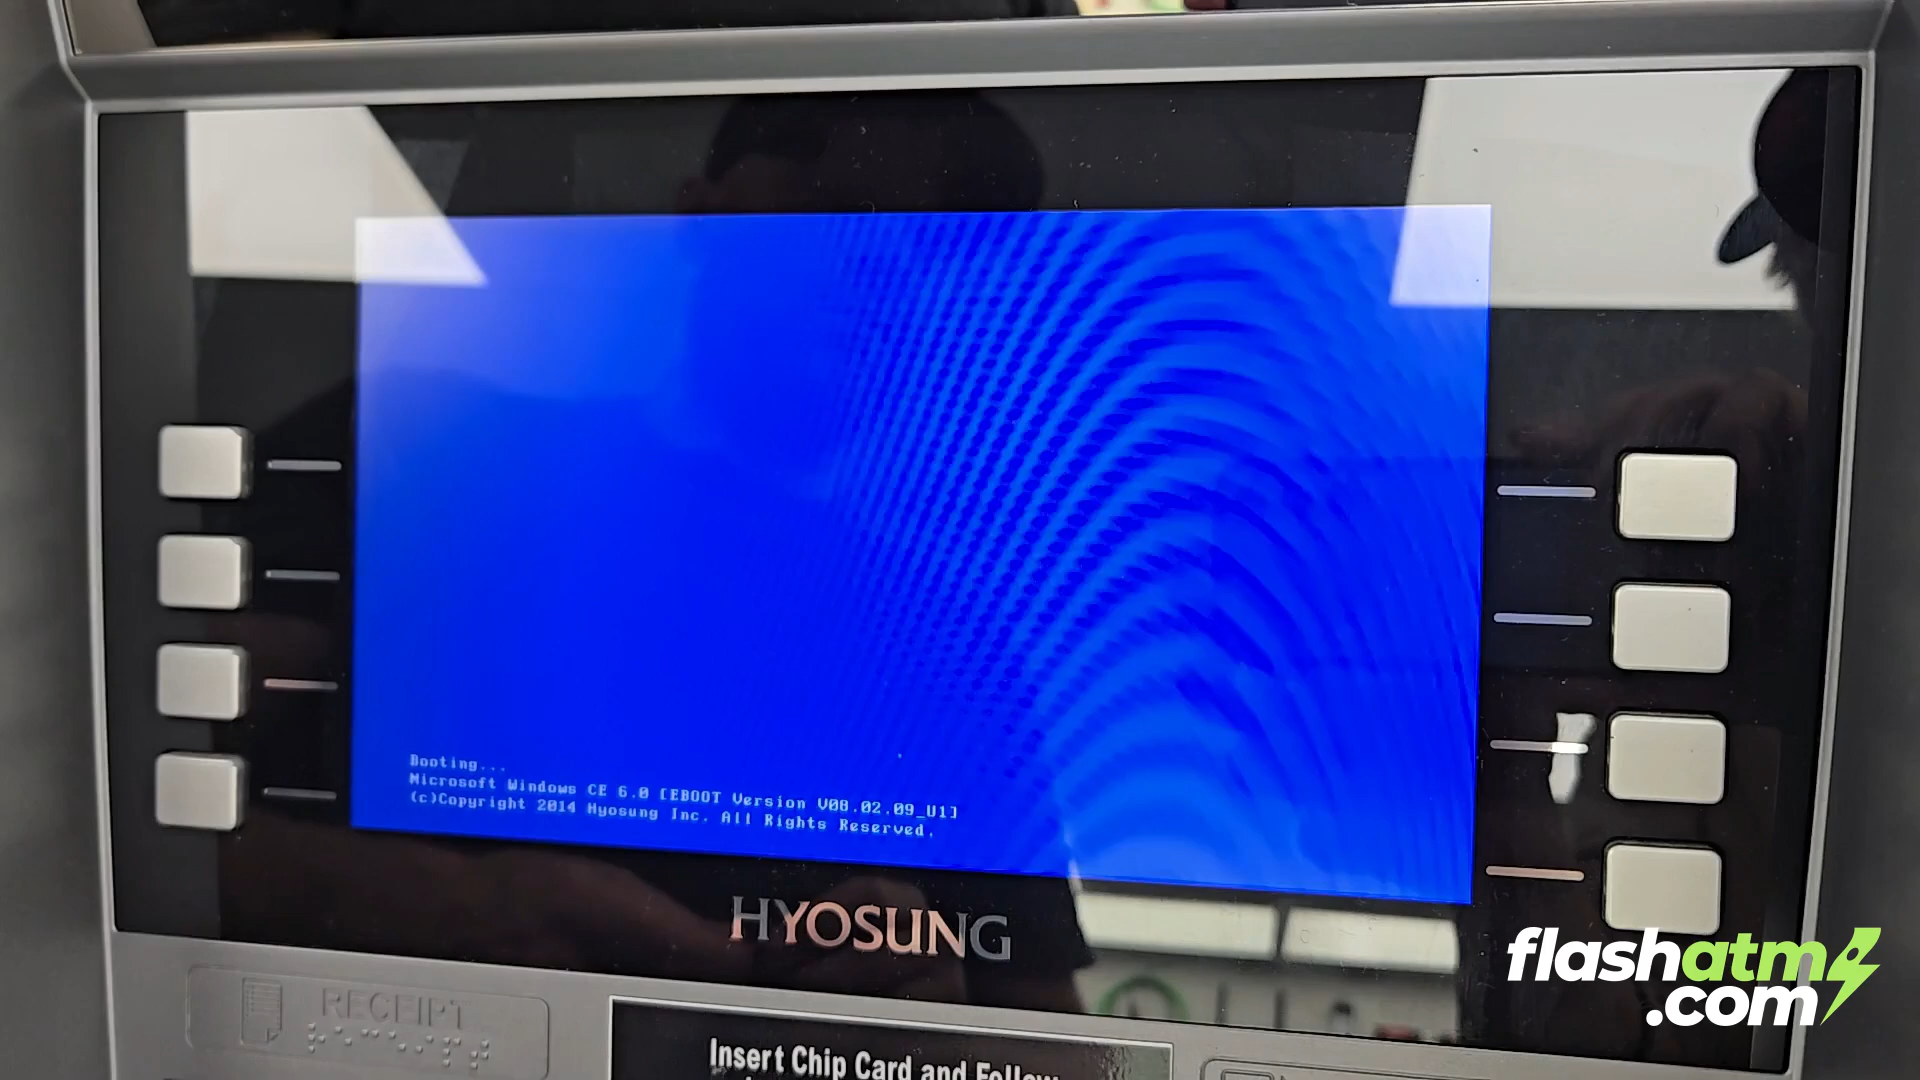 Booting...
Microsoft Windows CE 6.0 [EBOOT Version V08.02.09_U1]
(c)Copyright 2014 Hyosung Inc. All Rights Reserved.
HYOSUNG
RECEIPT
Insert Chip Card and Follow
flashatm
.com